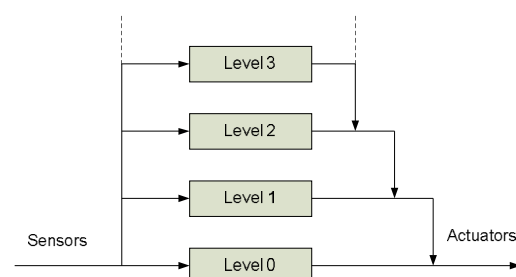 Level 3
Level 2
Level 1
Sensors
Actuators
Level 0